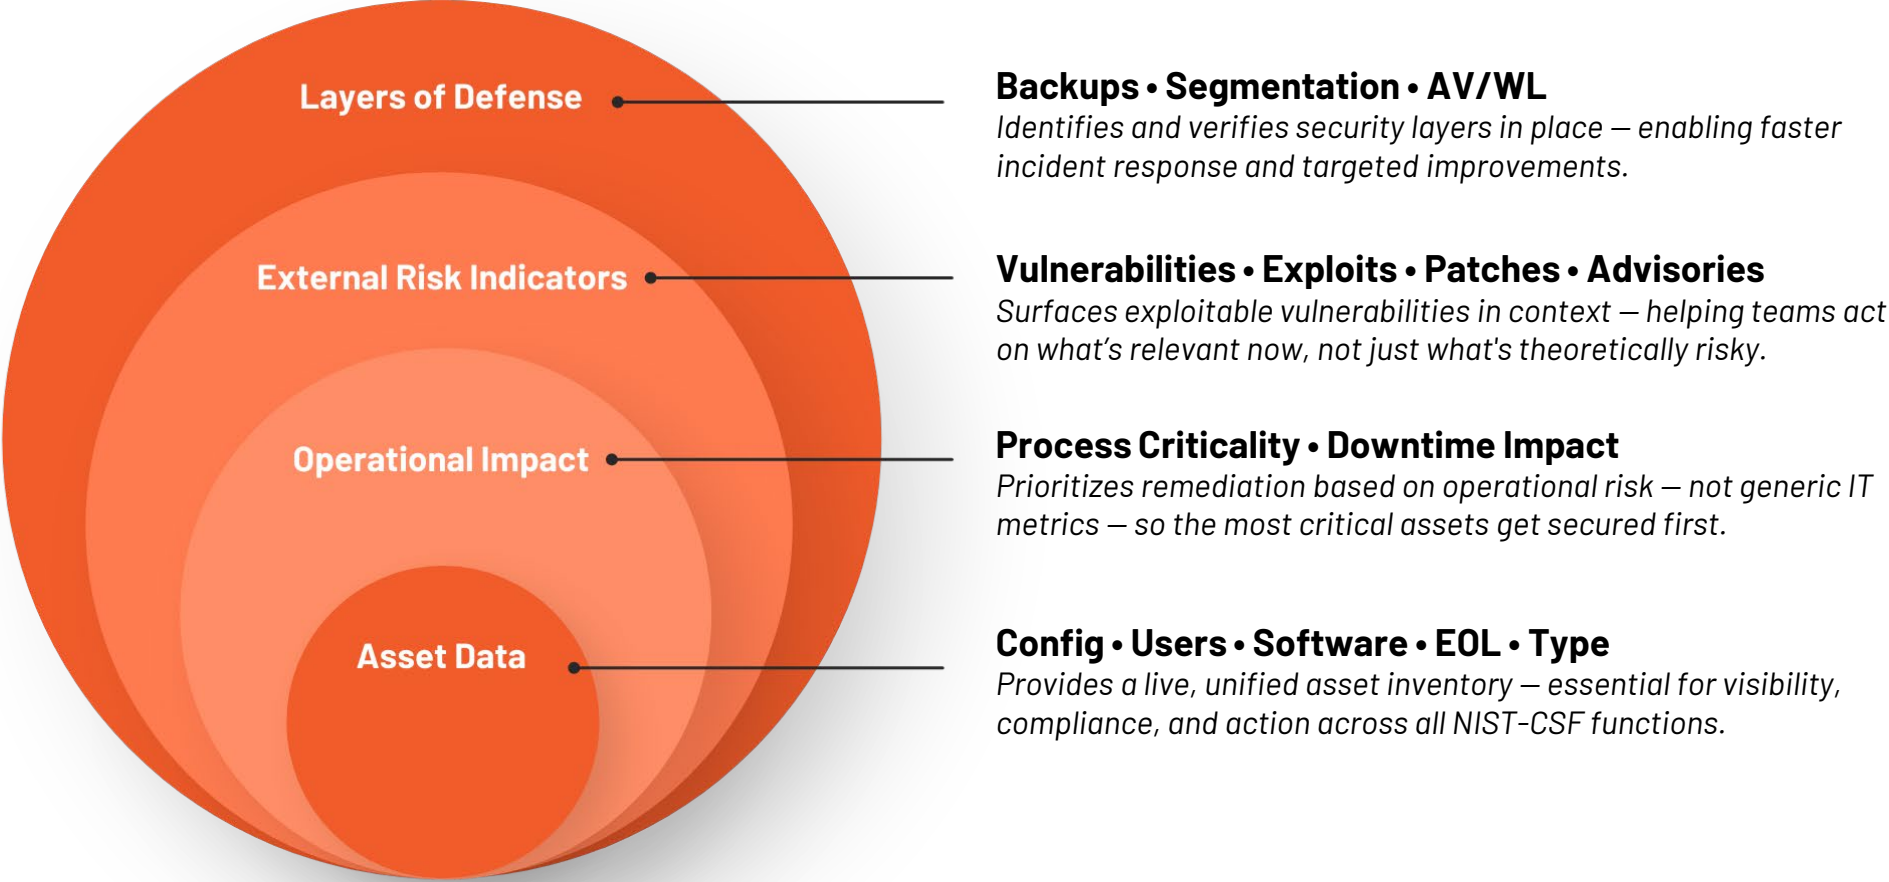 Layers of Defense
Backups • Segmentation • AV/WL
Identifies and verifies security layers in place – enabling faster
incident response and targeted improvements.
External Risk Indicators
Vulnerabilities • Exploits • Patches • Advisories
Surfaces exploitable vulnerabilities in context – helping teams act
on what’s relevant now, not just what's theoretically risky.
Operational Impact
Process Criticality • Downtime Impact
Prioritizes remediation based on operational risk – not generic IT
metrics – so the most critical assets get secured first.
Asset Data
Config • Users • Software • EOL • Type
Provides a live, unified asset inventory – essential for visibility,
compliance, and action across all NIST-CSF functions.